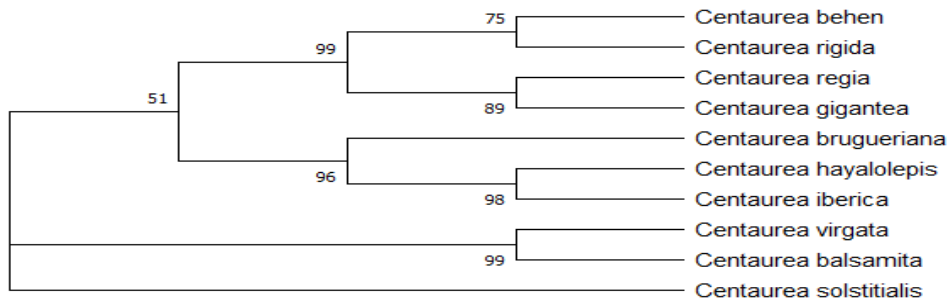 75
Centaurea behen
Centaurea rigida
99
Centaurea regia
89
Centaurea gigantea
51
Centaurea brugueriana
96
Centaurea hayalolepis
98
Centaurea iberica
Centaurea virgata
99
Centaurea balsamita
Centaurea solstitialis